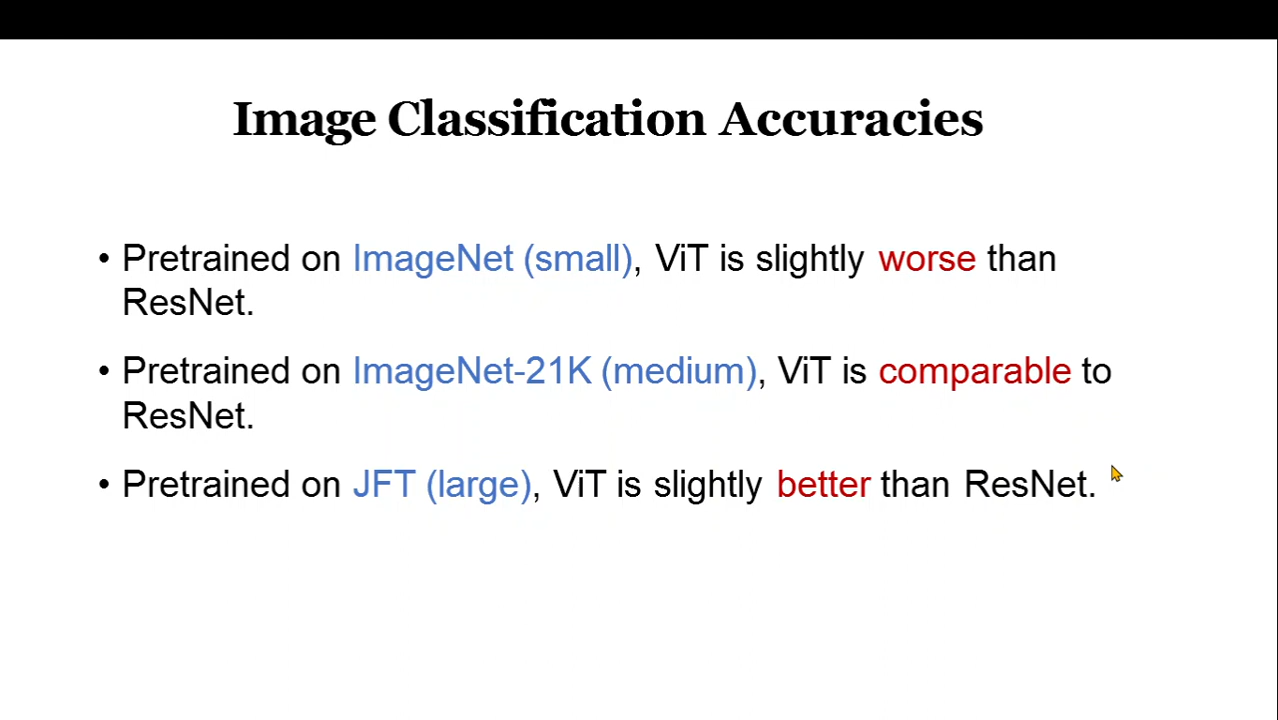 Image Classification Accuracies
• Pretrained on ImageNet (small), ViT is slightly worse than
ResNet.
• Pretrained on ImageNet-21K (medium), ViT is comparable to
ResNet.
• Pretrained on JFT (large), ViT is slightly better than ResNet.